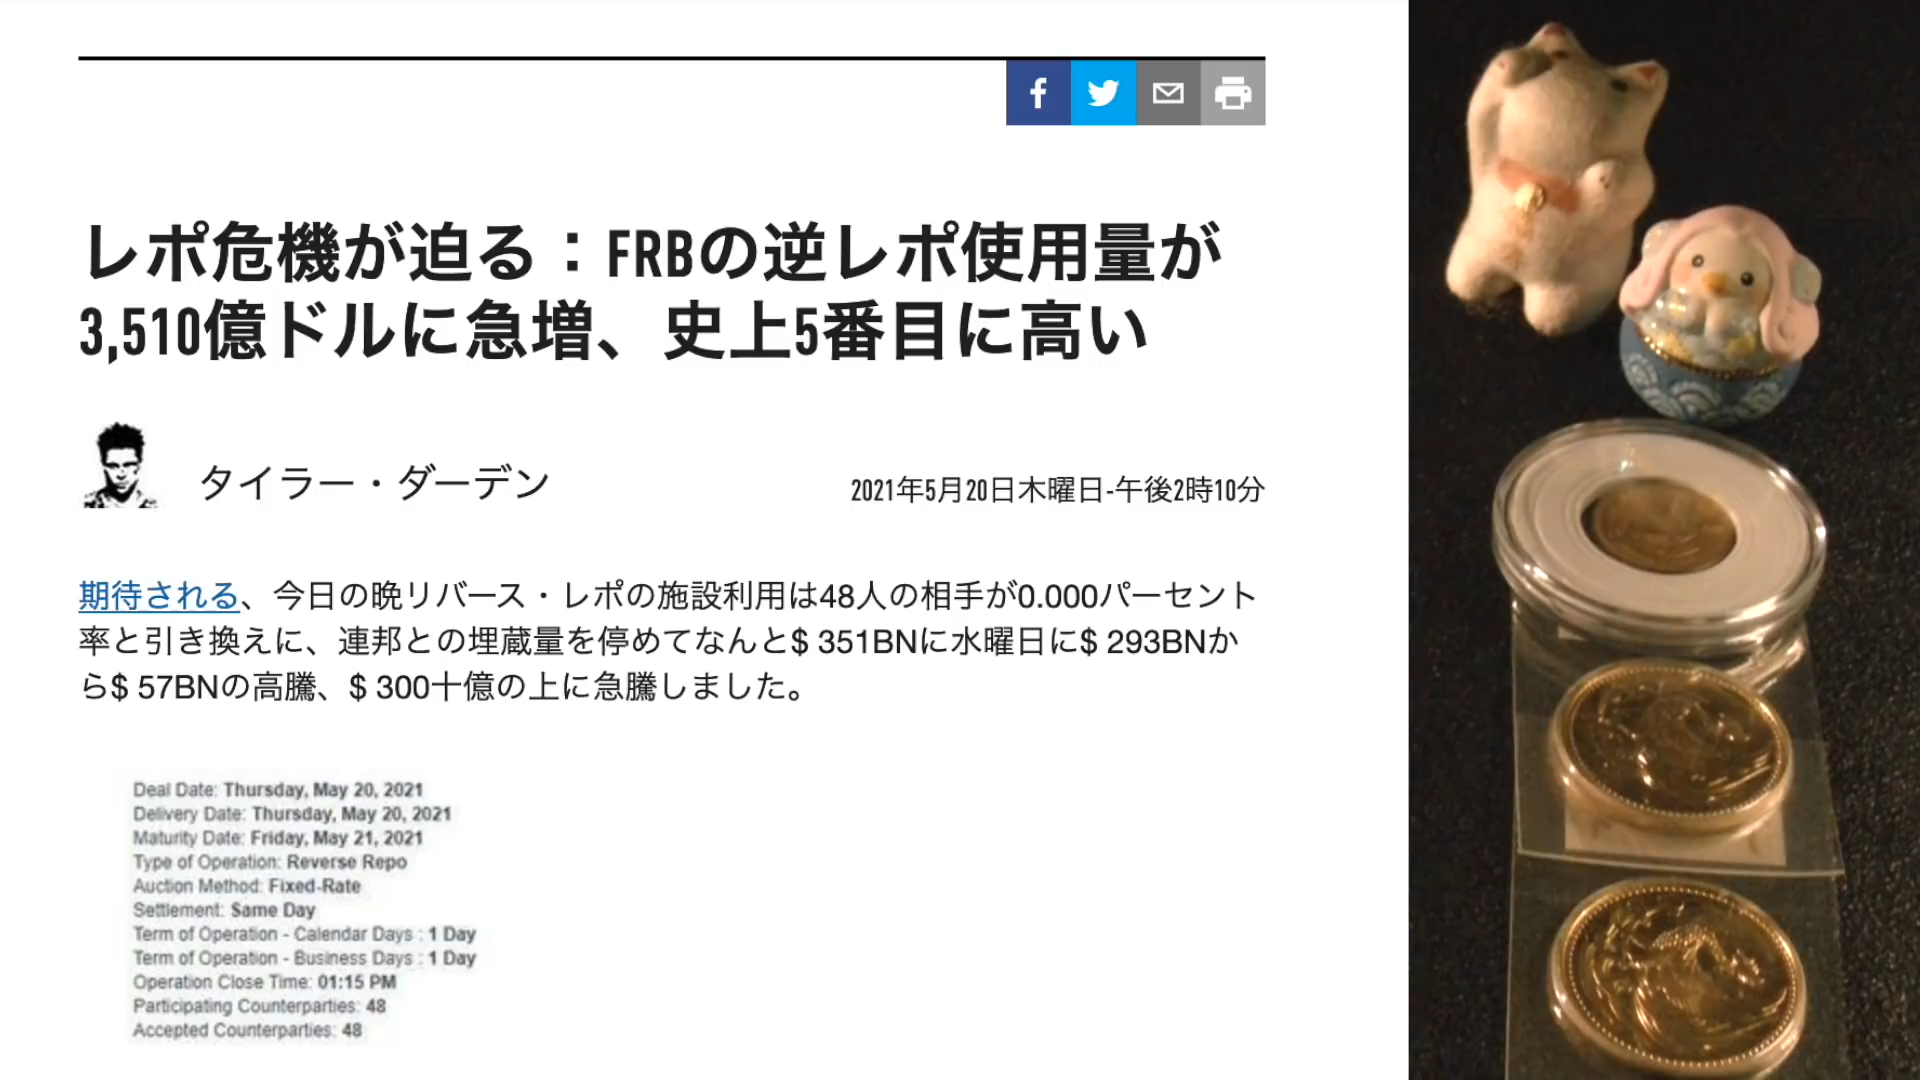 レポ危機が迫る：FRBの逆レポ使用量が
3,510億ドルに急増、史上5番目に高い
タイラー・ダーデン
2021年5月20日木曜日-午後2時10分
期待される、今日の晩リバース・レポの施設利用は48人の相手が0.000パーセント
率と引き換えに、連邦との埋蔵量を停めてなんと$ 351BNに水曜日に$ 293BNか
ら$ 57BNの高騰、$ 300十億の上に急騰しました。
Deal Date: Thursday, May 20, 2021
Delivery Date: Thursday, May 20, 2021
Maturity Date: Friday, May 21, 2021
Type of Operation: Reverse Repo
Auction Method: Fixed-Rate
Settlement: Same Day
Term of Operation - Calendar Days : 1 Day
Term of Operation - Business Days : 1 Day
Operation Close Time: 01:15 PM
Participating Counterparties: 48
Accepted Counterparties: 48